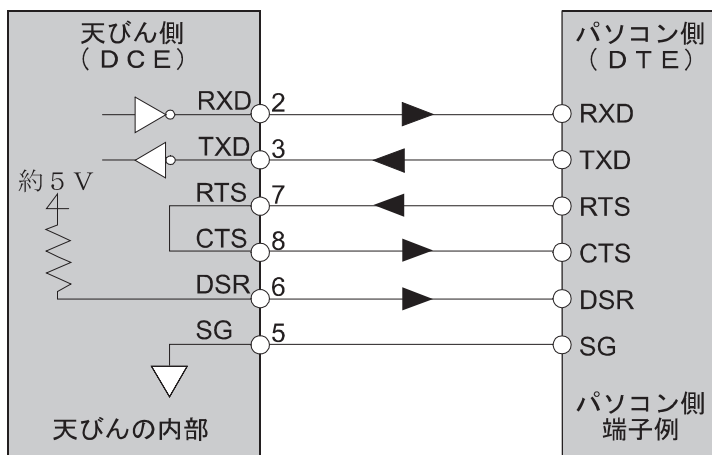 天びん側
（ＤＣＥ）
パソコン側
（ＤＴＥ）
RXD 2
RXD
TXD 3
TXD
約５Ｖ
RTS 7
RTS
CTS 8
CTS
DSR 6
DSR
SG 5
SG
天びんの内部
パソコン側
端子例